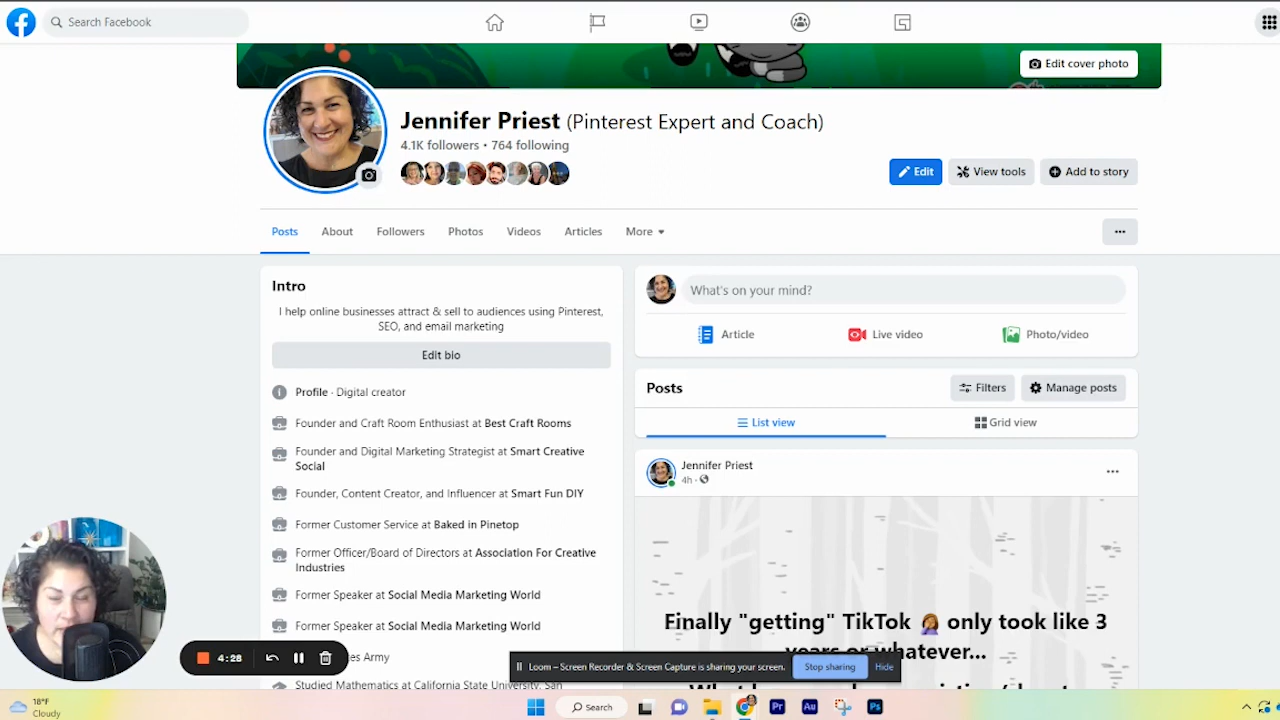 Search Facebook
Edit cover photo
Jennifer Priest (Pinterest Expert and Coach)
4.1K followers • 764 following
Edit
View tools
Add to story
Posts
About
Followers
Photos
Videos
Articles
More
Intro
I help online businesses attract & sell to audiences using Pinterest,
SEO, and email marketing
Edit bio
Profile · Digital creator
Founder and Craft Room Enthusiast at Best Craft Rooms
Founder and Digital Marketing Strategist at Smart Creative
Social
Founder, Content Creator, and Influencer at Smart Fun DIY
Former Customer Service at Baked in Pinetop
Former Officer/Board of Directors at Association For Creative
Industries
Former Speaker at Social Media Marketing World
Former Speaker at Social Media Marketing World
es Army
Studied Mathematics at California State University, San
What's on your mind?
Article
Live video
Photo/video
Posts
Filters
Manage posts
List view
Grid view
Jennifer Priest
4h
Finally "getting" TikTok 🤦 only took like 3
years or whatever...
4:28
Loom – Screen Recorder & Screen Capture is sharing your screen.
Stop sharing
Hide
18°F
Cloudy
Search
Pr
Au
Ps